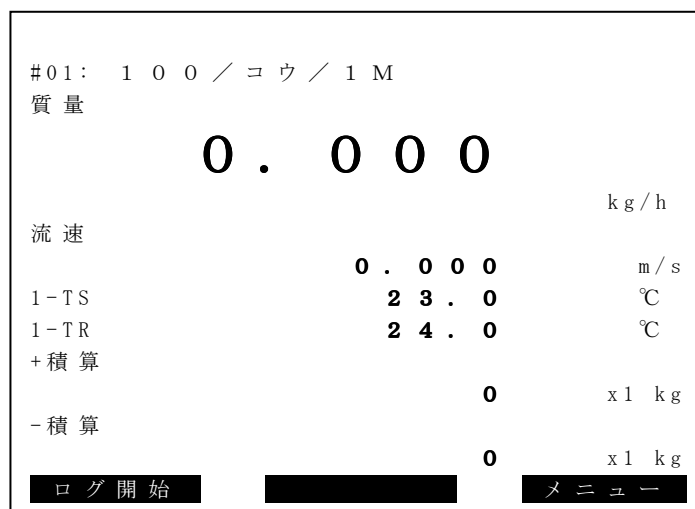 #01: 100/コウ/1M
質量
0.000
kg/h
流速
0.000 m/s
1-TS 23.0 ℃
1-TR 24.0 ℃
+積算
0 x1 kg
-積算
0 x1 kg
ログ開始 メニュー